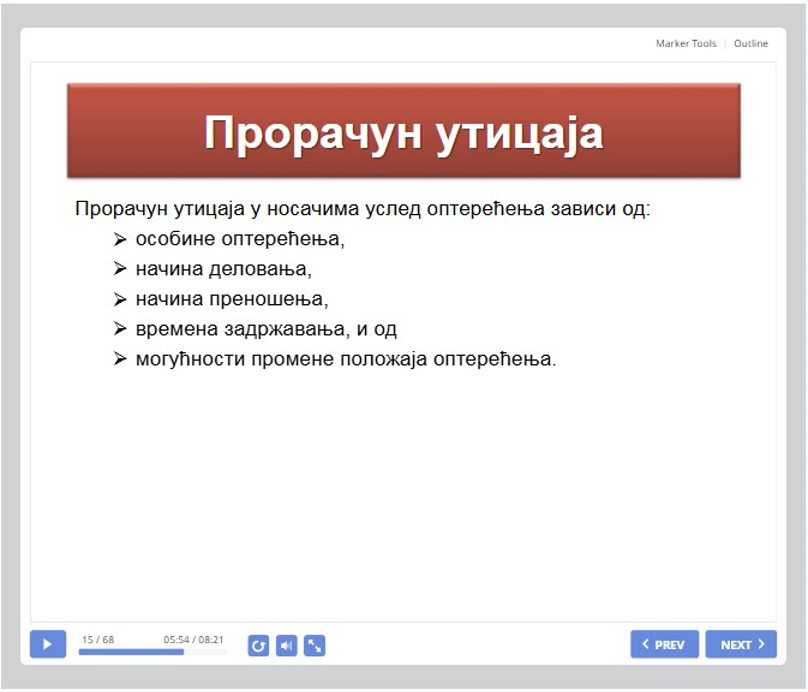 Marker Tools | Outline
Прорачун утицаја
Прорачун утицаја у носачима услед оптерећења зависи од:
➢ особине оптерећења,
➢ начина деловања,
➢ начина преношења,
➢ времена задржавања, и од
➢ могућности промене положаја оптерећења.
15 / 68 05:54 / 08:21 PREV NEXT